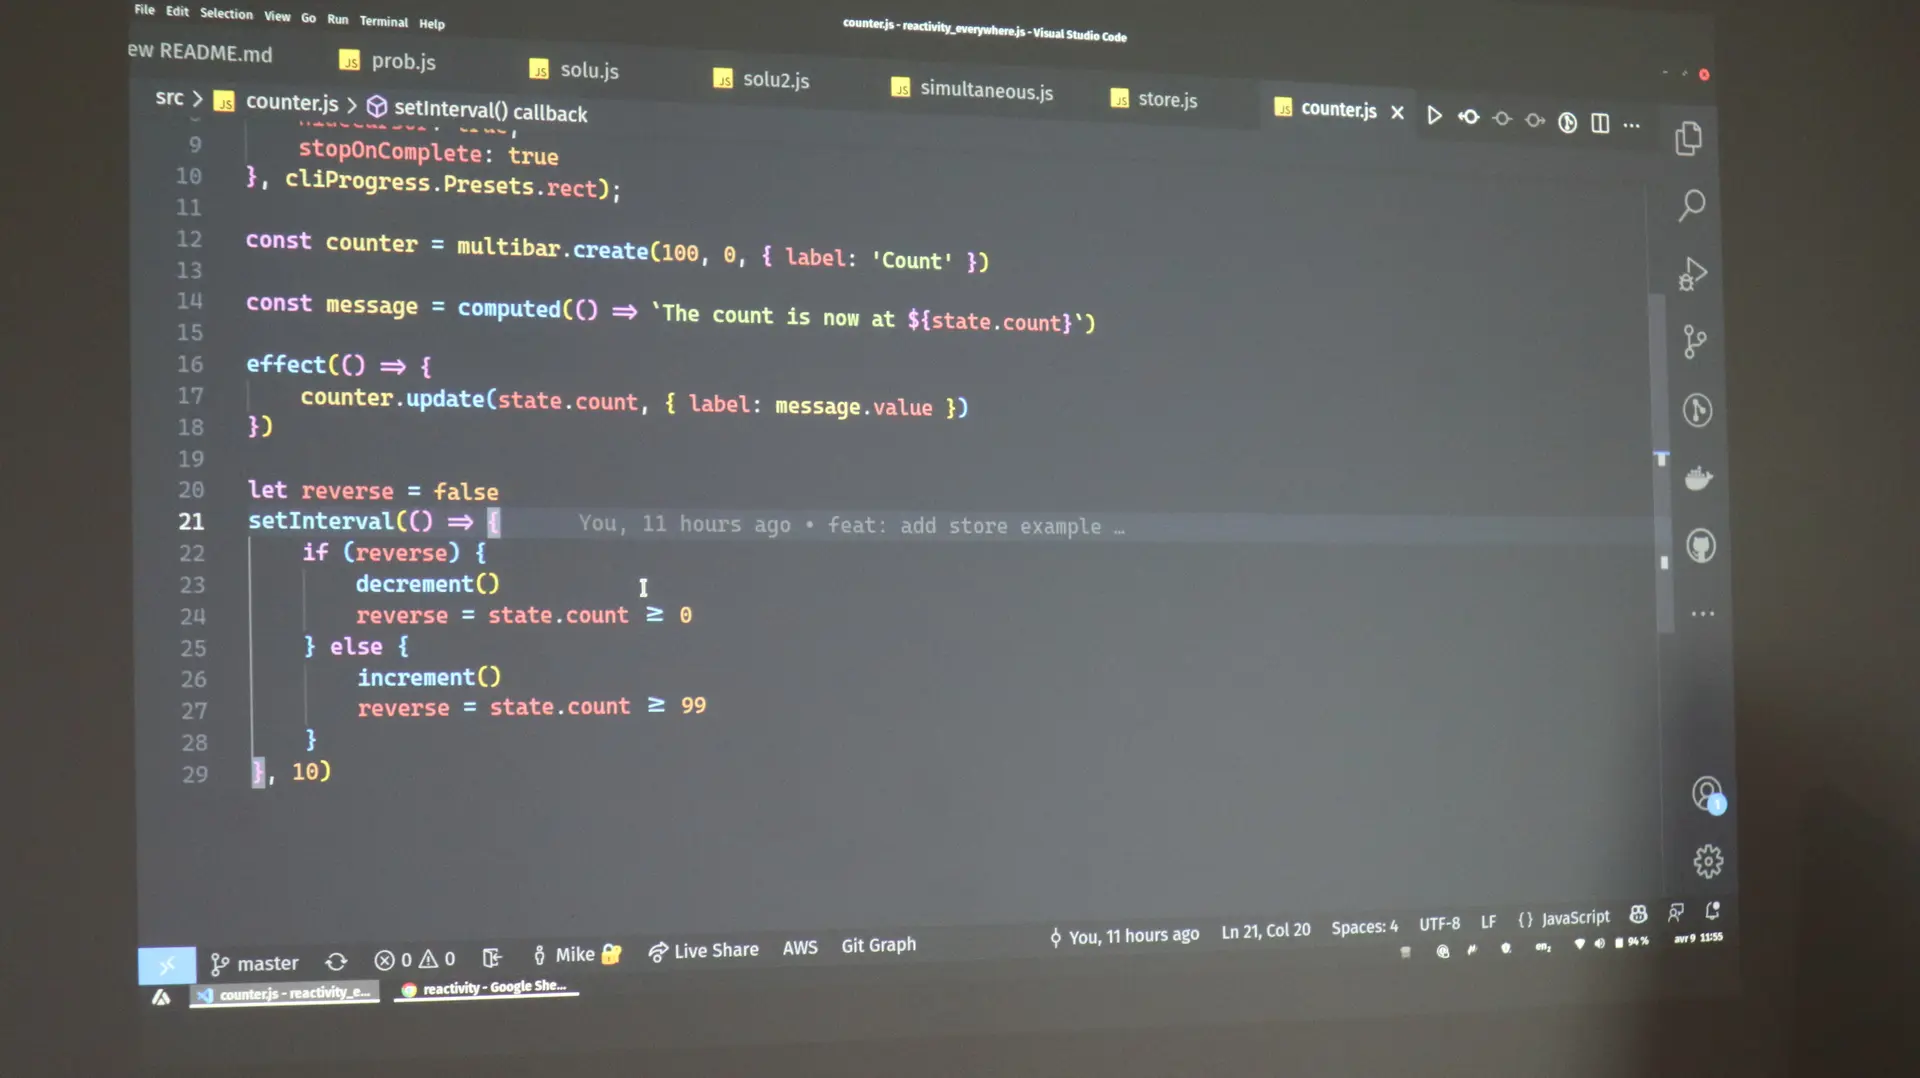 File Edit Selection View Go Run Terminal Help
counter.js - reactivity_everywhere.js - Visual Studio Code
ew README.md prob.js solu.js solu2.js simultaneous.js store.js counter.js
src > counter.js > setInterval() callback
9 stopOnComplete: true
10 }, cliProgress.Presets.rect);
11
12 const counter = multibar.create(100, 0, { label: 'Count' })
13
14 const message = computed(() ⇒ `The count is now at ${state.count}`)
15
16 effect(() ⇒ {
17 counter.update(state.count, { label: message.value })
18 })
19
20 let reverse = false
21 setInterval(() ⇒ { You, 11 hours ago • feat: add store example …
22 if (reverse) {
23 decrement()
24 reverse = state.count ≥ 0
25 } else {
26 increment()
27 reverse = state.count ≥ 99
28 }
29 }, 10)
1
master 0 0 Mike Live Share AWS Git Graph You, 11 hours ago Ln 21, Col 20 Spaces: 4 UTF-8 LF {} JavaScript
counter.js - reactivity_e... reactivity - Google She... 94% avr 9 11:55